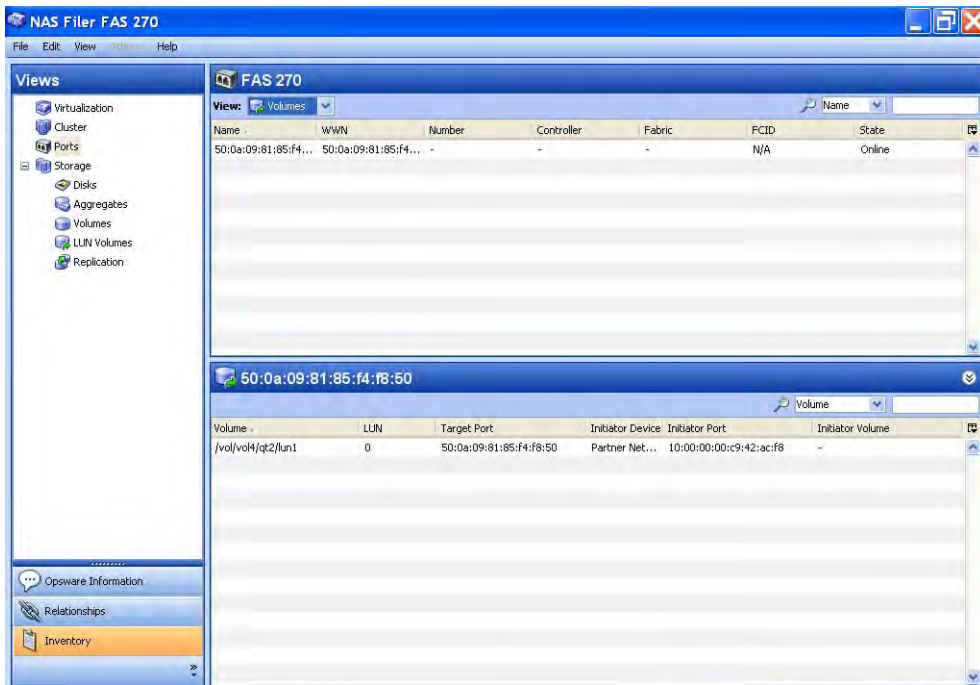 NAS Filer FAS 270
File Edit View Actions Help
Views
Virtualization
Cluster
Ports
Storage
Disks
Aggregates
Volumes
LUN Volumes
Replication
Opsware Information
Relationships
Inventory
FAS 270
View: Volumes Name
Name WWN Number Controller Fabric FCID State
50:0a:09:81:85:f4... 50:0a:09:81:85:f4... - - - N/A Online
50:0a:09:81:85:f4:f8:50
Volume
Volume LUN Target Port Initiator Device Initiator Port Initiator Volume
/vol/vol4/qt2/lun1 0 50:0a:09:81:85:f4:f8:50 Partner Net... 10:00:00:00:c9:42:ac:f8 -